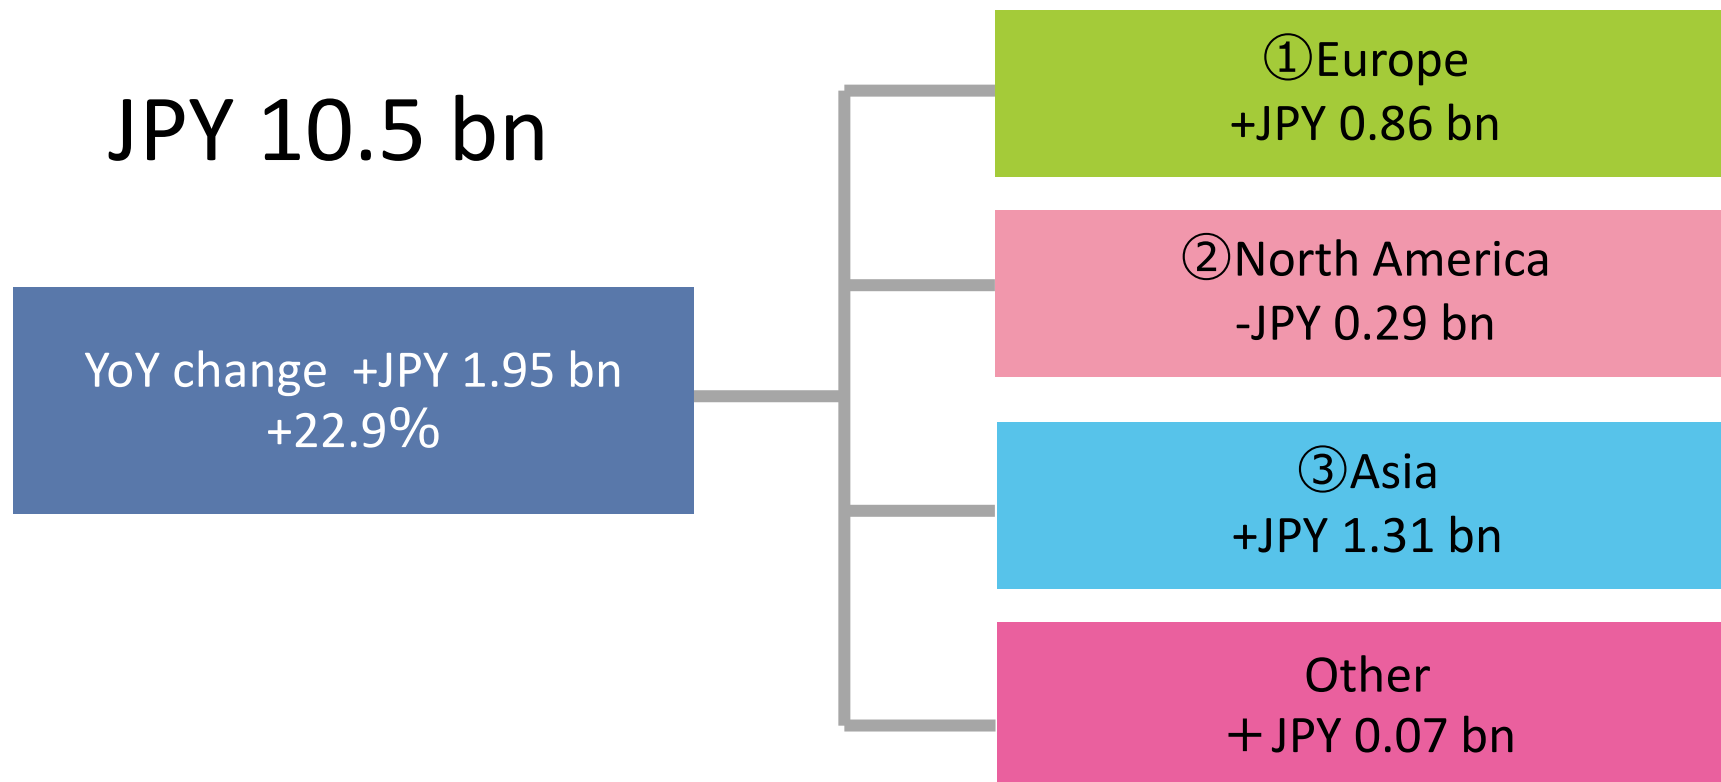 JPY 10.5 bn
YoY change  +JPY 1.95 bn
+22.9%
①Europe
+JPY 0.86 bn
②North America
-JPY 0.29 bn
③Asia
+JPY 1.31 bn
Other
＋JPY 0.07 bn